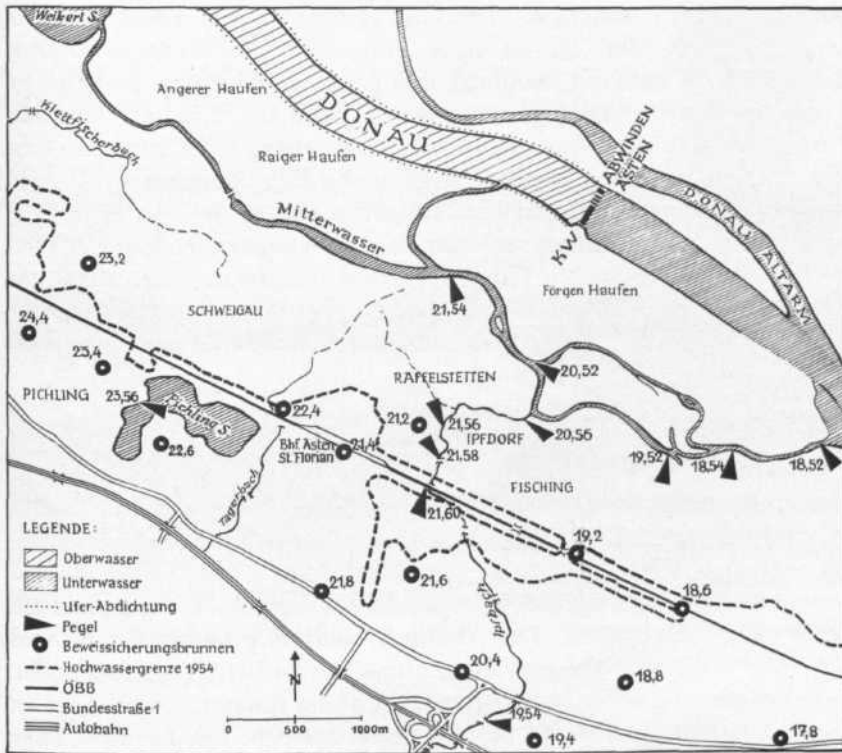 Weikerl S.
Angerer Haufen
DONAU
Raiger Haufen
Klettfischerbach
Mitterwasser
KW
ABWINDEN
ASTEN
DONAU ALTARM
Förgen Haufen
23,2
SCHWEIGAU
21,54
24,4
23,4
RAFFELSTETTEN
20,52
PICHLING
23,56
Pichling S.
22,4
21,2
21,56
IPFDORF
20,56
22,6
Bhf. Asten
St. Florian
21,4
21,58
19,52
18,54
18,52
FISCHING
21,60
19,2
21,8
21,6
18,6
LEGENDE:
Oberwasser
Unterwasser
Ufer-Abdichtung
Pegel
Beweissicherungsbrunnen
Hochwassergrenze 1954
ÖBB
Bundesstraße 1
Autobahn
N
0 500 1000m
20,4
18,8
19,54
19,4
17,8